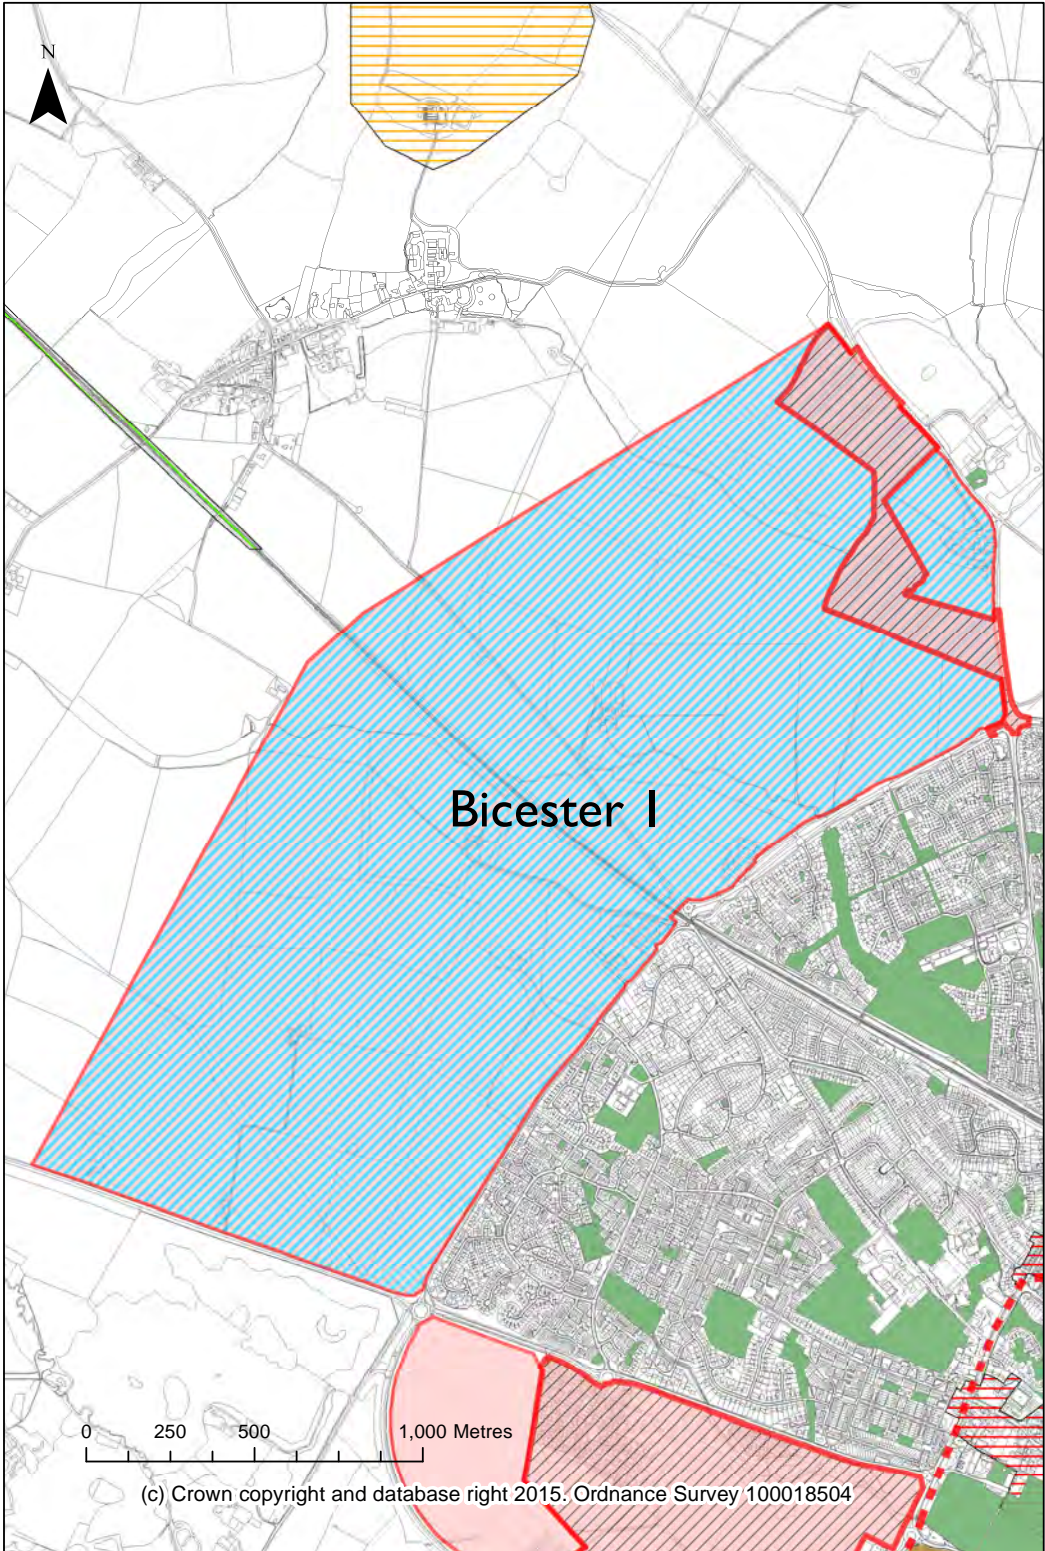 N
Bicester 1
0 250 500 1,000 Metres
(c) Crown copyright and database right 2015. Ordnance Survey 100018504